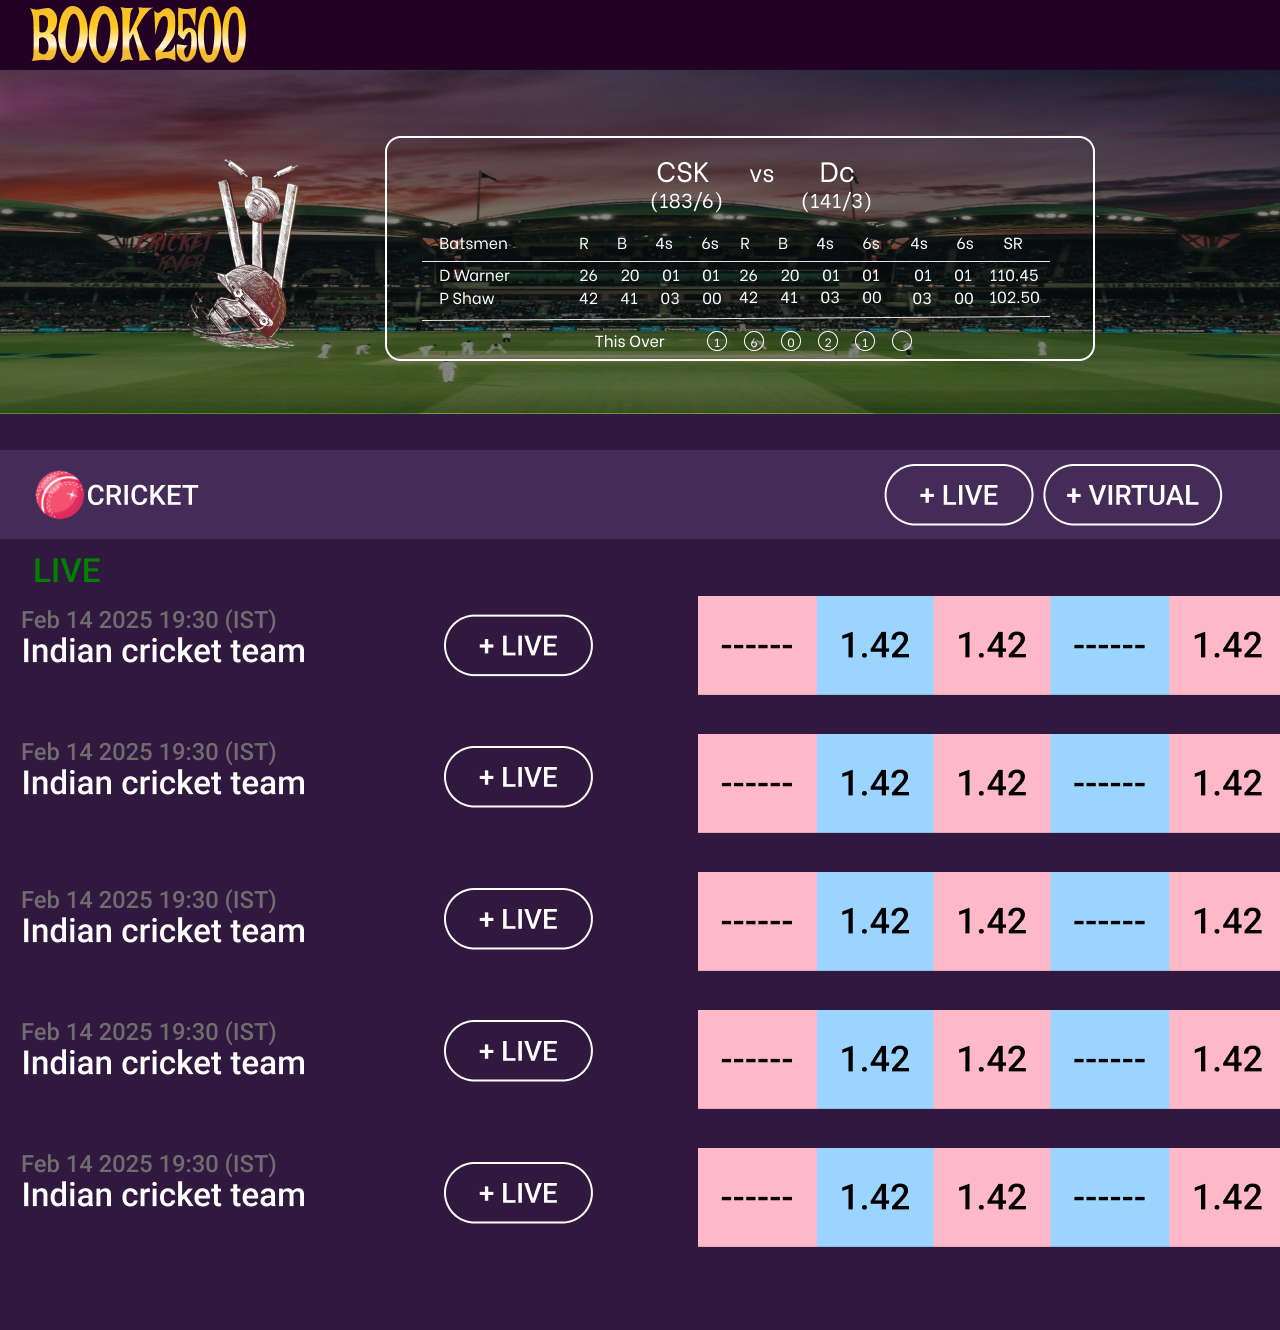 BOOK2500
CSK vs Dc
(183/6) (141/3)
CRICKET
FEVER
Batsmen R B 4s 6s R B 4s 6s 4s 6s SR
D Warner 26 20 01 01 26 20 01 01 01 01 110.45
P Shaw 42 41 03 00 42 41 03 00 03 00 102.50
This Over 1 6 0 2 1
CRICKET + LIVE + VIRTUAL
LIVE
Feb 14 2025 19:30 (IST)
Indian cricket team + LIVE ------ 1.42 1.42 ------ 1.42
Feb 14 2025 19:30 (IST)
Indian cricket team + LIVE ------ 1.42 1.42 ------ 1.42
Feb 14 2025 19:30 (IST)
Indian cricket team + LIVE ------ 1.42 1.42 ------ 1.42
Feb 14 2025 19:30 (IST)
Indian cricket team + LIVE ------ 1.42 1.42 ------ 1.42
Feb 14 2025 19:30 (IST)
Indian cricket team + LIVE ------ 1.42 1.42 ------ 1.42